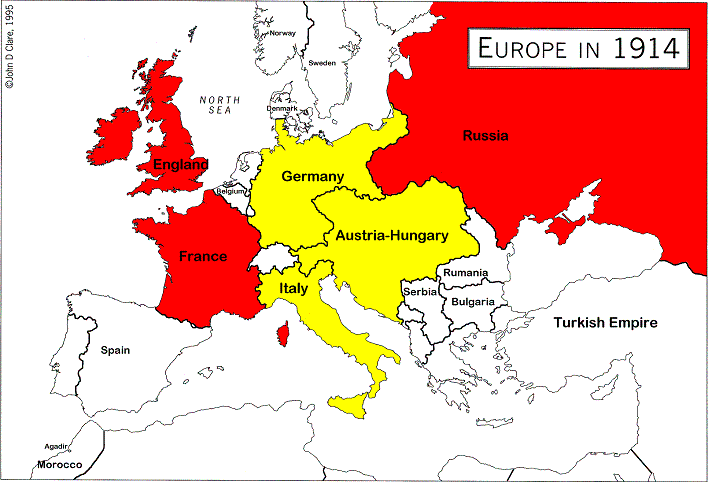 ©John D Clare, 1995
EUROPE IN 1914
Norway
Sweden
NORTH
SEA
Denmark
Russia
England
Germany
Belgium
Austria-Hungary
France
Italy
Rumania
Serbia
Bulgaria
Turkish Empire
Spain
Agadir
Morocco